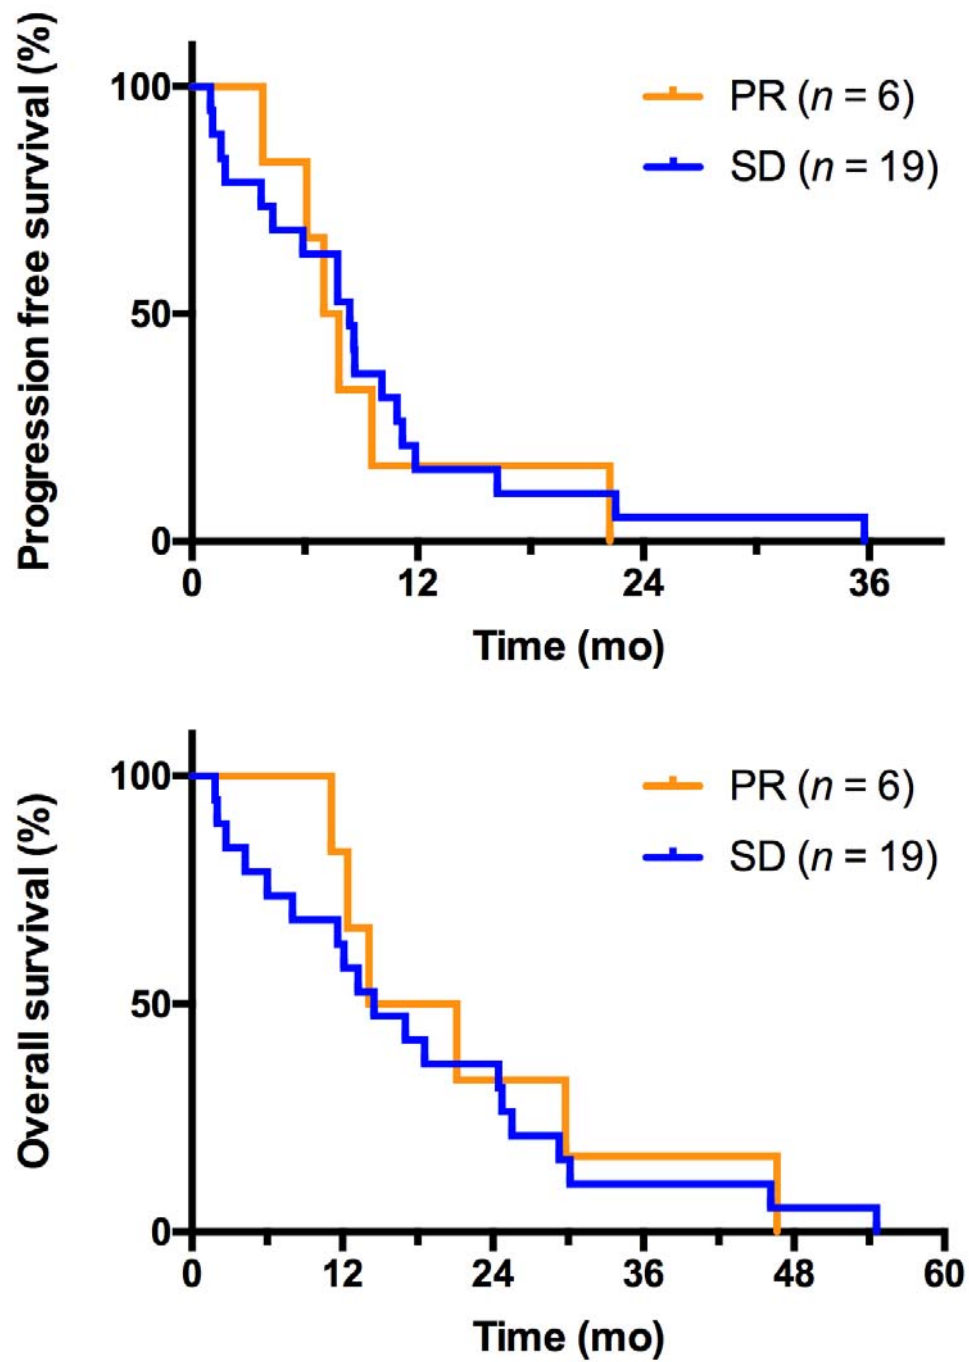 Progression free survival (%)
100
50
0
PR (n = 6)
SD (n = 19)
0 12 24 36
Time (mo)
Overall survival (%)
100
50
0
PR (n = 6)
SD (n = 19)
0 12 24 36 48 60
Time (mo)